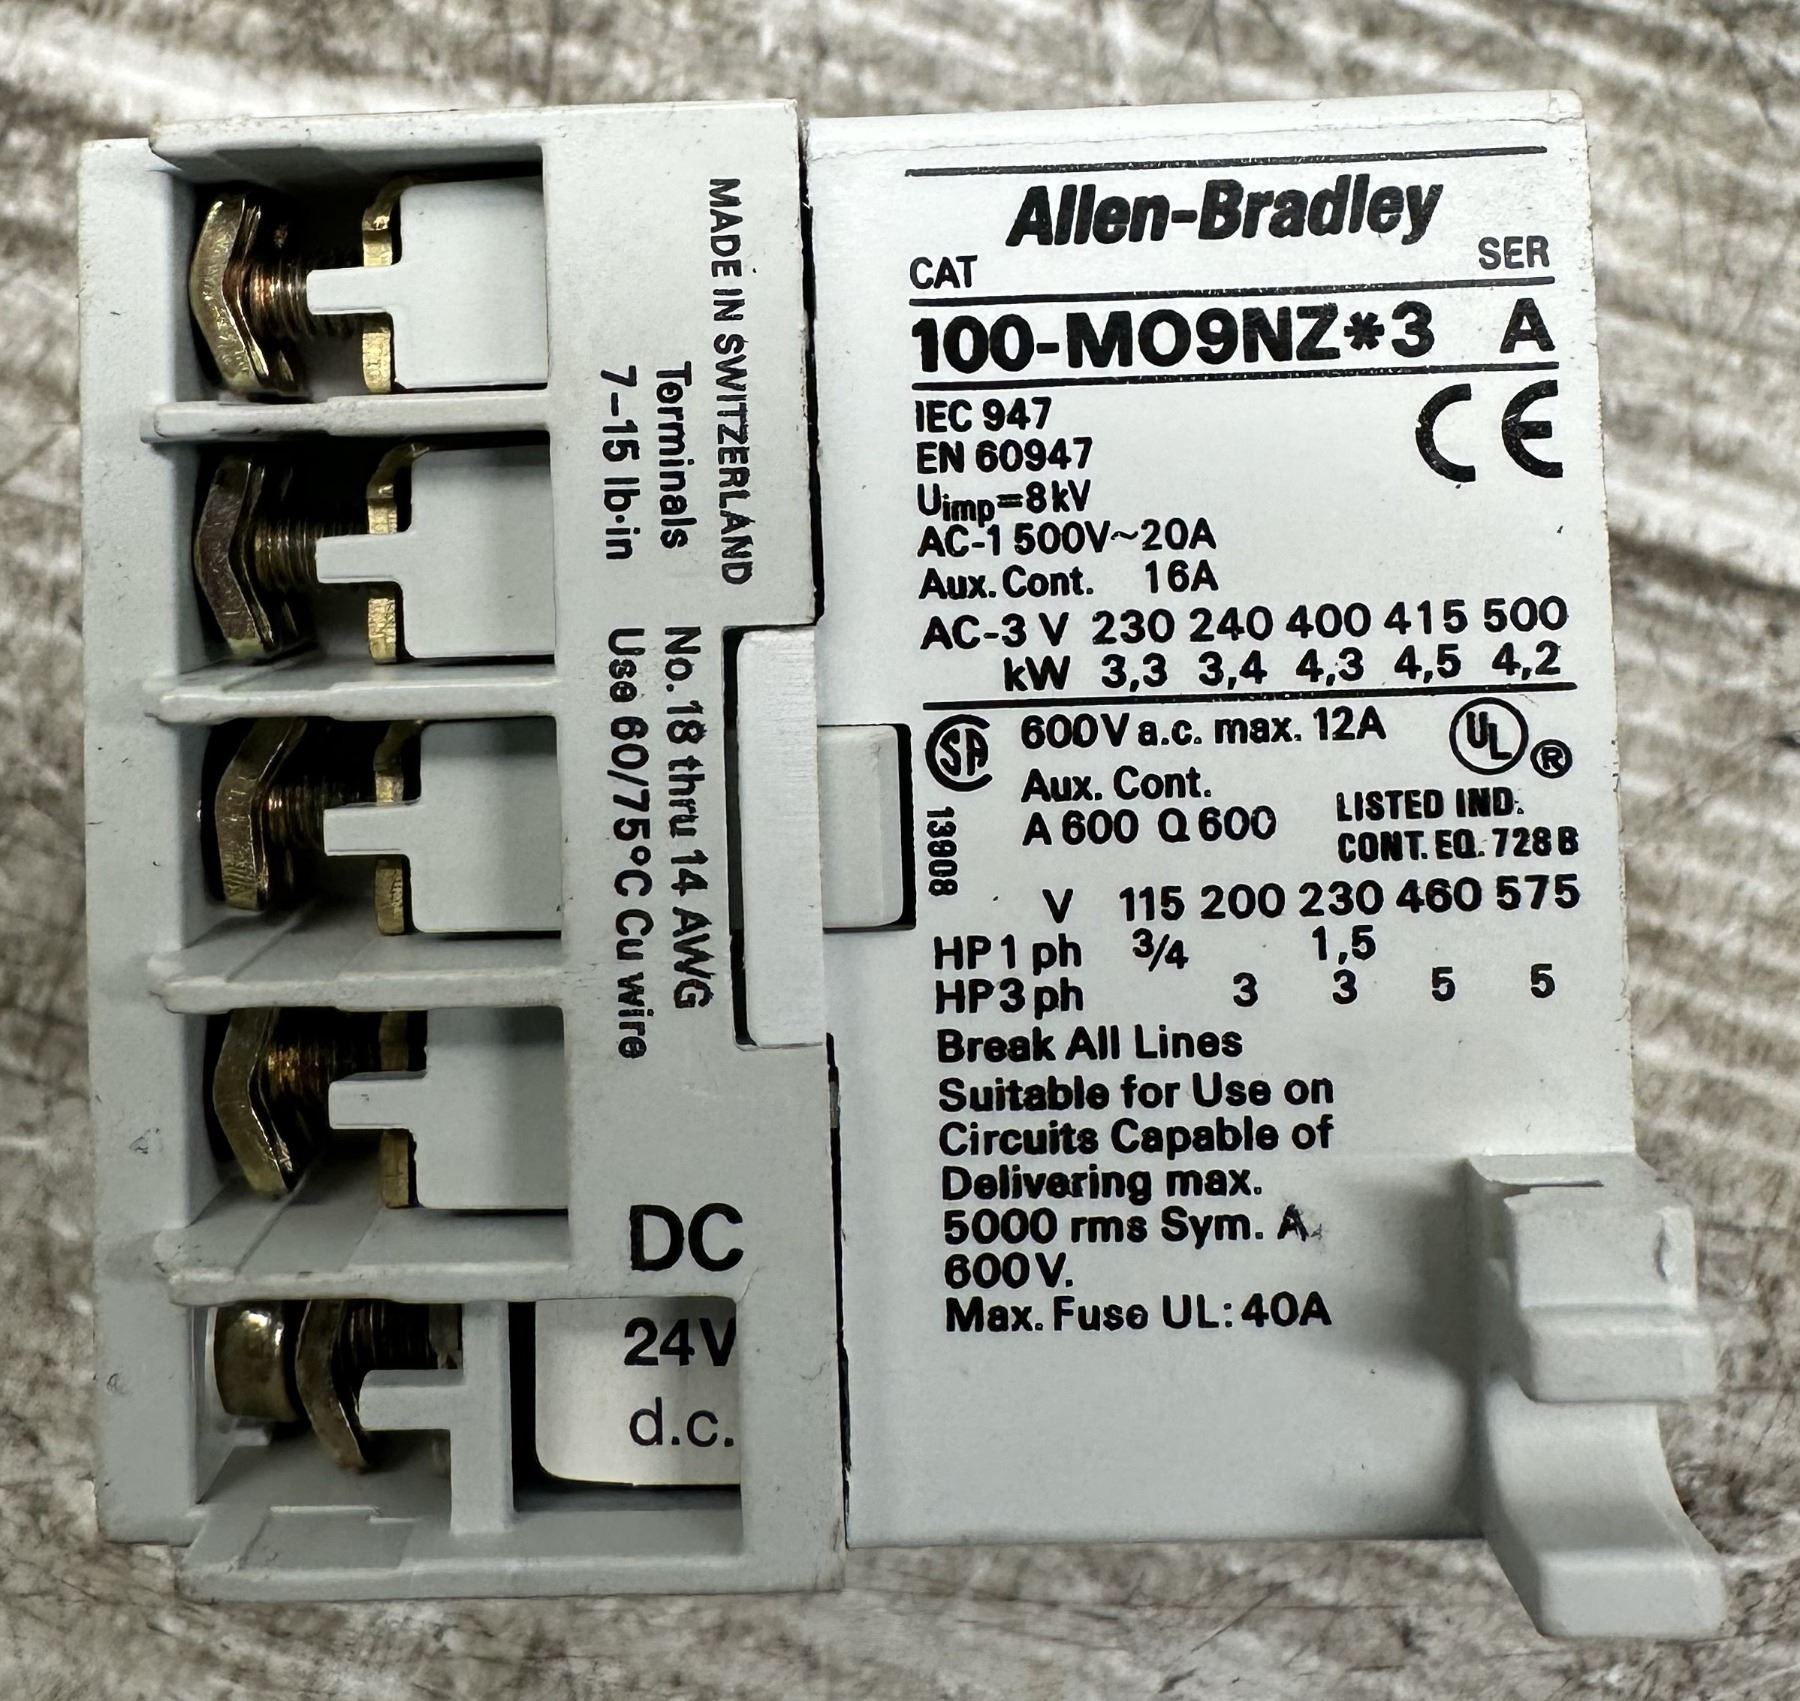 MADE IN SWITZERLAND
Terminals
7–15 lb·in
No. 18 thru 14 AWG
Use 60/75°C Cu wire
DC
24V
d.c.
Allen-Bradley
CAT SER
100-MO9NZ*3 A
IEC 947
EN 60947
CE
Uimp=8kV
AC-1 500V~20A
Aux. Cont. 16A
AC-3 V 230 240 400 415 500
kW 3,3 3,4 4,3 4,5 4,2
SA 600V a.c. max. 12A UL ®
Aux. Cont.
A 600 Q 600
LISTED IND.
CONT. EQ. 728B
13908
V 115 200 230 460 575
HP 1 ph 3/4 1,5
HP 3 ph 3 3 5 5
Break All Lines
Suitable for Use on
Circuits Capable of
Delivering max.
5000 rms Sym. A.
600V.
Max. Fuse UL: 40A